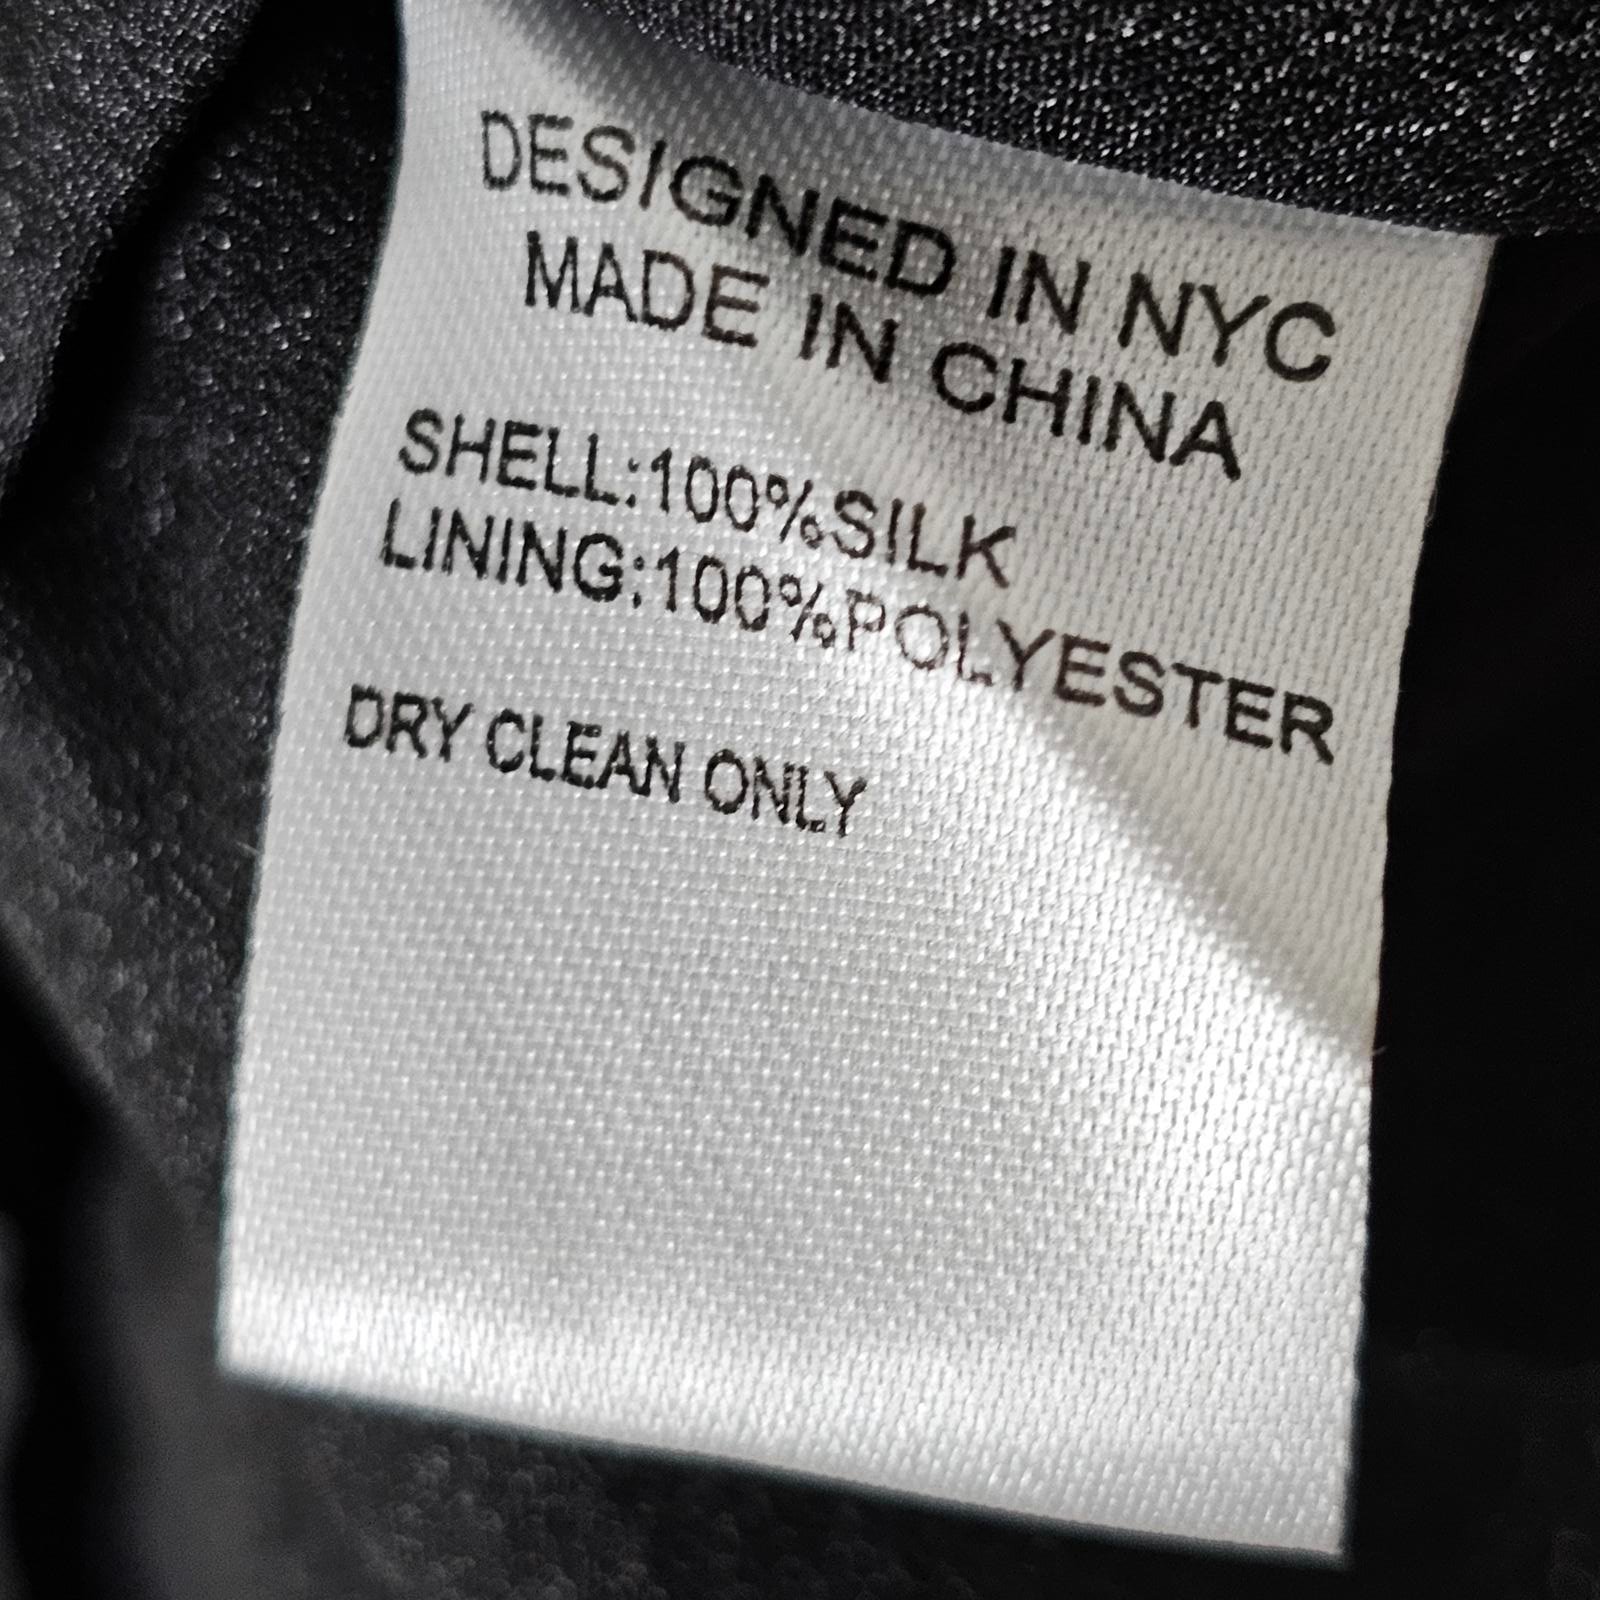 DESIGNED IN NYC
MADE IN CHINA
SHELL:100%SILK
LINING:100%POLYESTER
DRY CLEAN ONLY